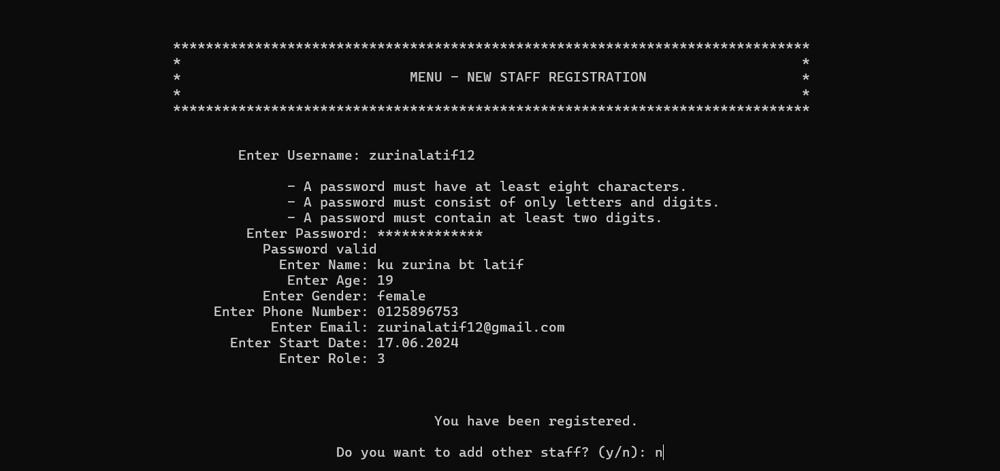 ******************************************************************************
* *
* MENU - NEW STAFF REGISTRATION *
* *
******************************************************************************
Enter Username: zurinalatif12
- A password must have at least eight characters.
- A password must consist of only letters and digits.
- A password must contain at least two digits.
Enter Password: *************
Password valid
Enter Name: ku zurina bt latif
Enter Age: 19
Enter Gender: female
Enter Phone Number: 0125896753
Enter Email: zurinalatif12@gmail.com
Enter Start Date: 17.06.2024
Enter Role: 3
You have been registered.
Do you want to add other staff? (y/n): n